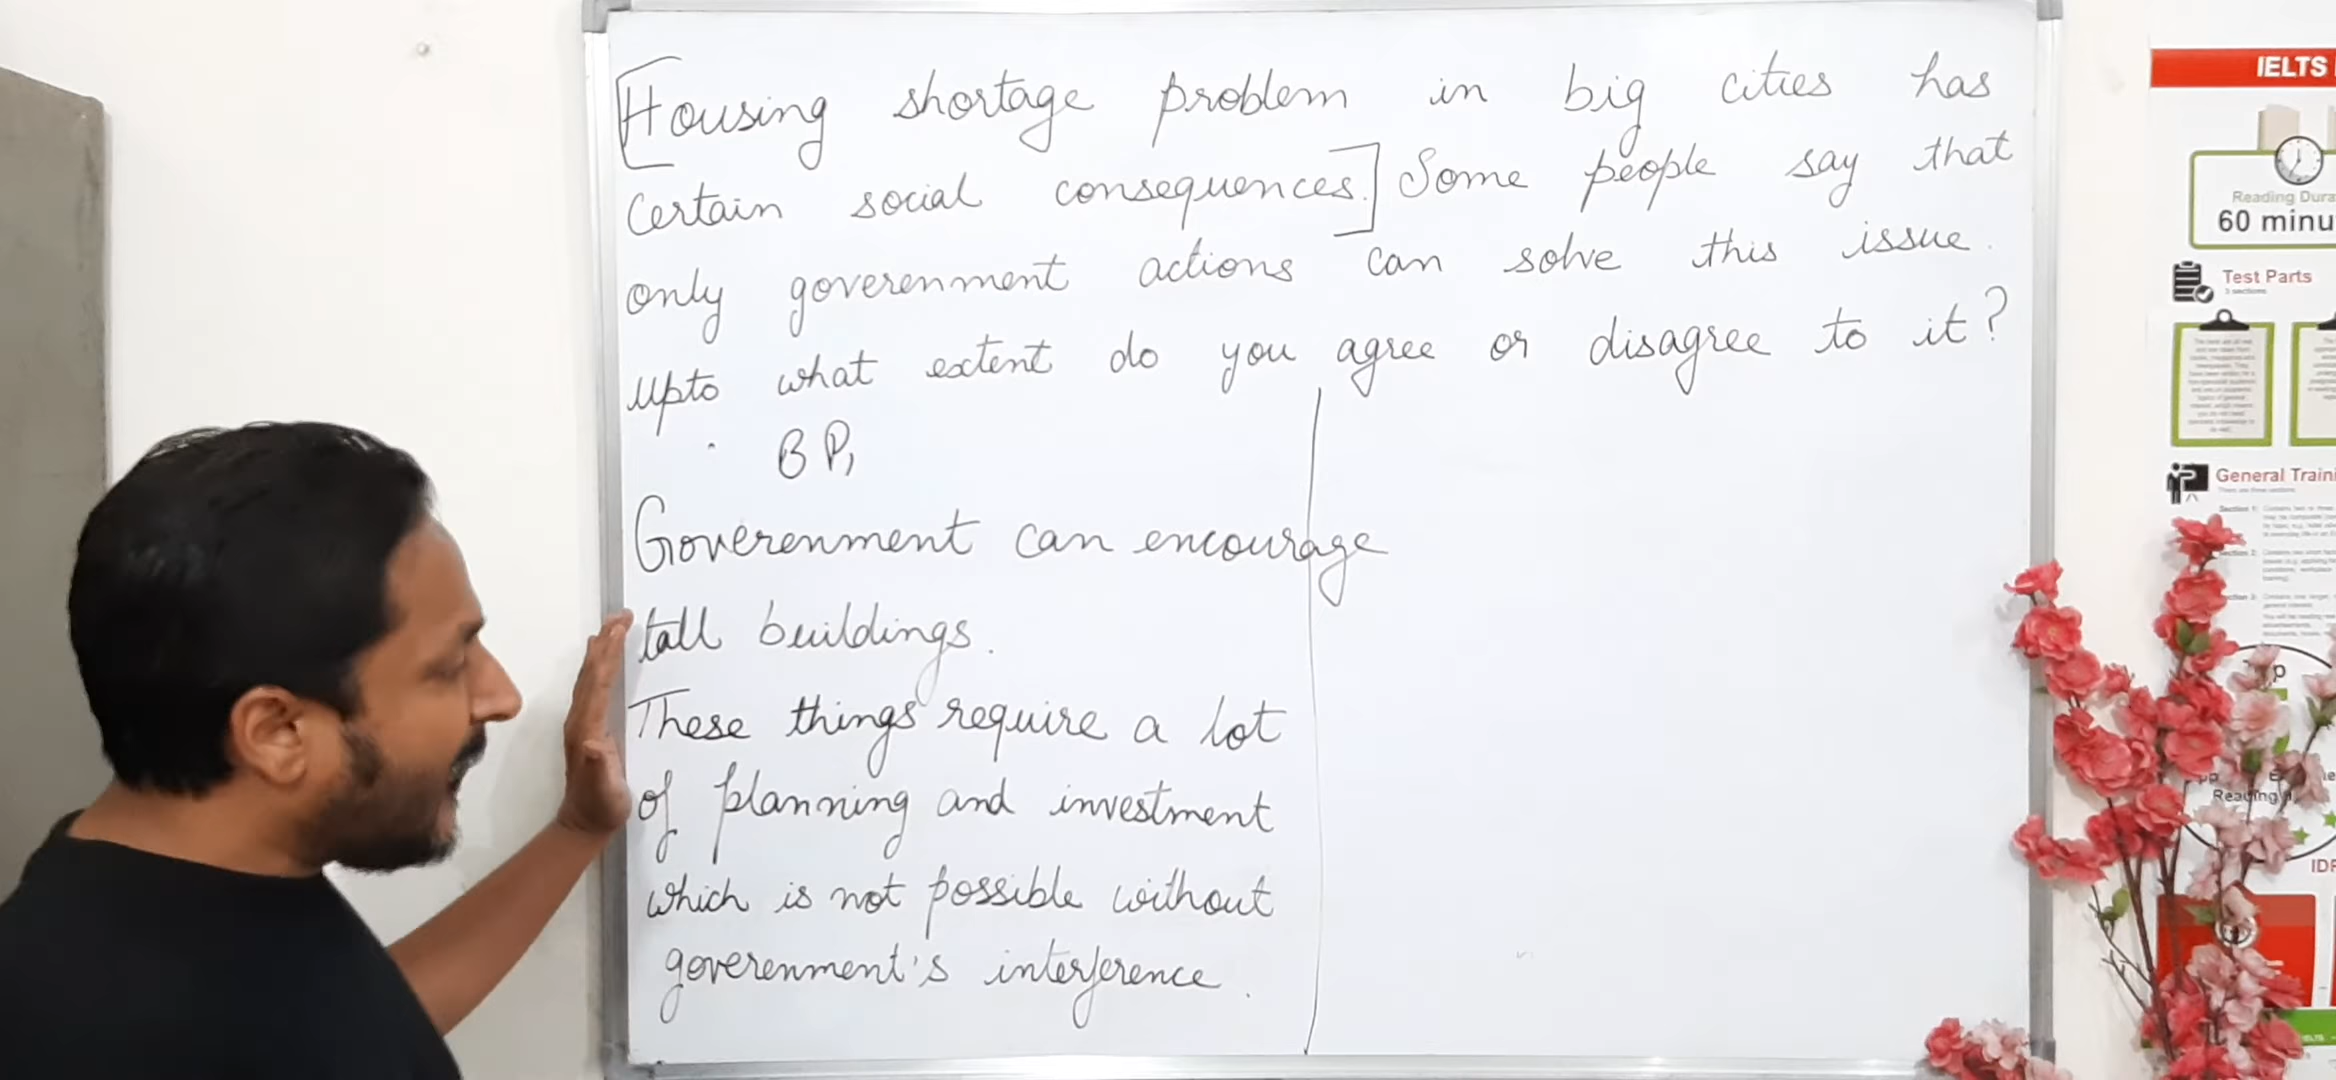 Housing shortage problem in big cities has
certain social consequences. Some people say that
only goverenment actions can solve this issue.
upto what extent do you agree or disagree to it?
BP1
Goverenment can encourage
tall buildings.
These things require a lot
of planning and investment
which is not possible without
goverenment's interference.
IELTS
Reading Dura
60 minu
Test Parts
3 sections
General Traini
Reading